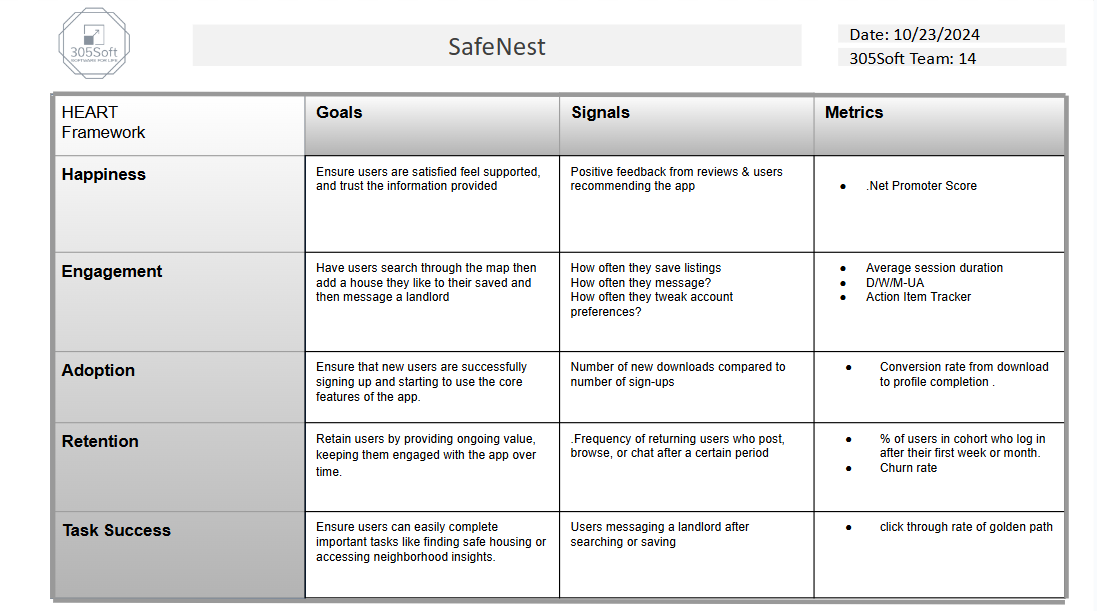 305Soft
SOFTWARE FOR LIFE
SafeNest
Date: 10/23/2024
305Soft Team: 14
HEART
Framework
Goals
Signals
Metrics
Happiness
Ensure users are satisfied feel supported,
and trust the information provided
Positive feedback from reviews & users
recommending the app
● .Net Promoter Score
Engagement
Have users search through the map then
add a house they like to their saved and
then message a landlord
How often they save listings
How often they message?
How often they tweak account
preferences?
● Average session duration
● D/W/M-UA
● Action Item Tracker
Adoption
Ensure that new users are successfully
signing up and starting to use the core
features of the app.
Number of new downloads compared to
number of sign-ups
● Conversion rate from download
to profile completion .
Retention
Retain users by providing ongoing value,
keeping them engaged with the app over
time.
.Frequency of returning users who post,
browse, or chat after a certain period
● % of users in cohort who log in
after their first week or month.
● Churn rate
Task Success
Ensure users can easily complete
important tasks like finding safe housing or
accessing neighborhood insights.
Users messaging a landlord after
searching or saving
● click through rate of golden path